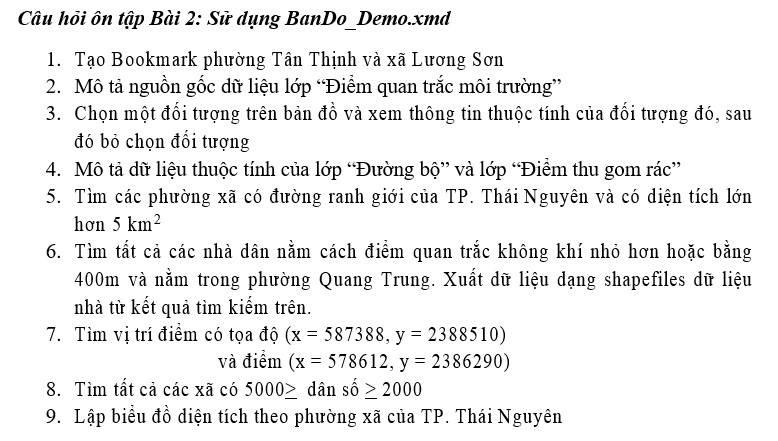 Câu hỏi ôn tập Bài 2: Sử dụng BanDo_Demo.xmd
1. Tạo Bookmark phường Tân Thịnh và xã Lương Sơn
2. Mô tả nguồn gốc dữ liệu lớp “Điểm quan trắc môi trường”
3. Chọn một đối tượng trên bản đồ và xem thông tin thuộc tính của đối tượng đó, sau
đó bỏ chọn đối tượng
4. Mô tả dữ liệu thuộc tính của lớp “Đường bộ” và lớp “Điểm thu gom rác”
5. Tìm các phường xã có đường ranh giới của TP. Thái Nguyên và có diện tích lớn
hơn 5 km²
6. Tìm tất cả các nhà dân nằm cách điểm quan trắc không khí nhỏ hơn hoặc bằng
400m và nằm trong phường Quang Trung. Xuất dữ liệu dạng shapefiles dữ liệu
nhà từ kết quả tìm kiếm trên.
7. Tìm vị trí điểm có tọa độ (x = 587388, y = 2388510)
và điểm (x = 578612, y = 2386290)
8. Tìm tất cả các xã có 5000≥ dân số ≥ 2000
9. Lập biểu đồ diện tích theo phường xã của TP. Thái Nguyên